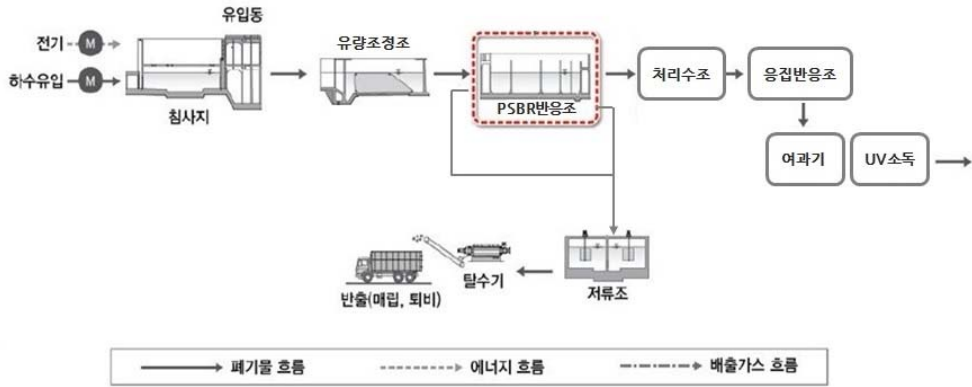 유입동
전기
M
하수유입
M
침사지
유량조정조
PSBR반응조
처리수조
응집반응조
여과기
UV소독
저류조
탈수기
반출(매립, 퇴비)
폐기물 흐름
에너지 흐름
배출가스 흐름